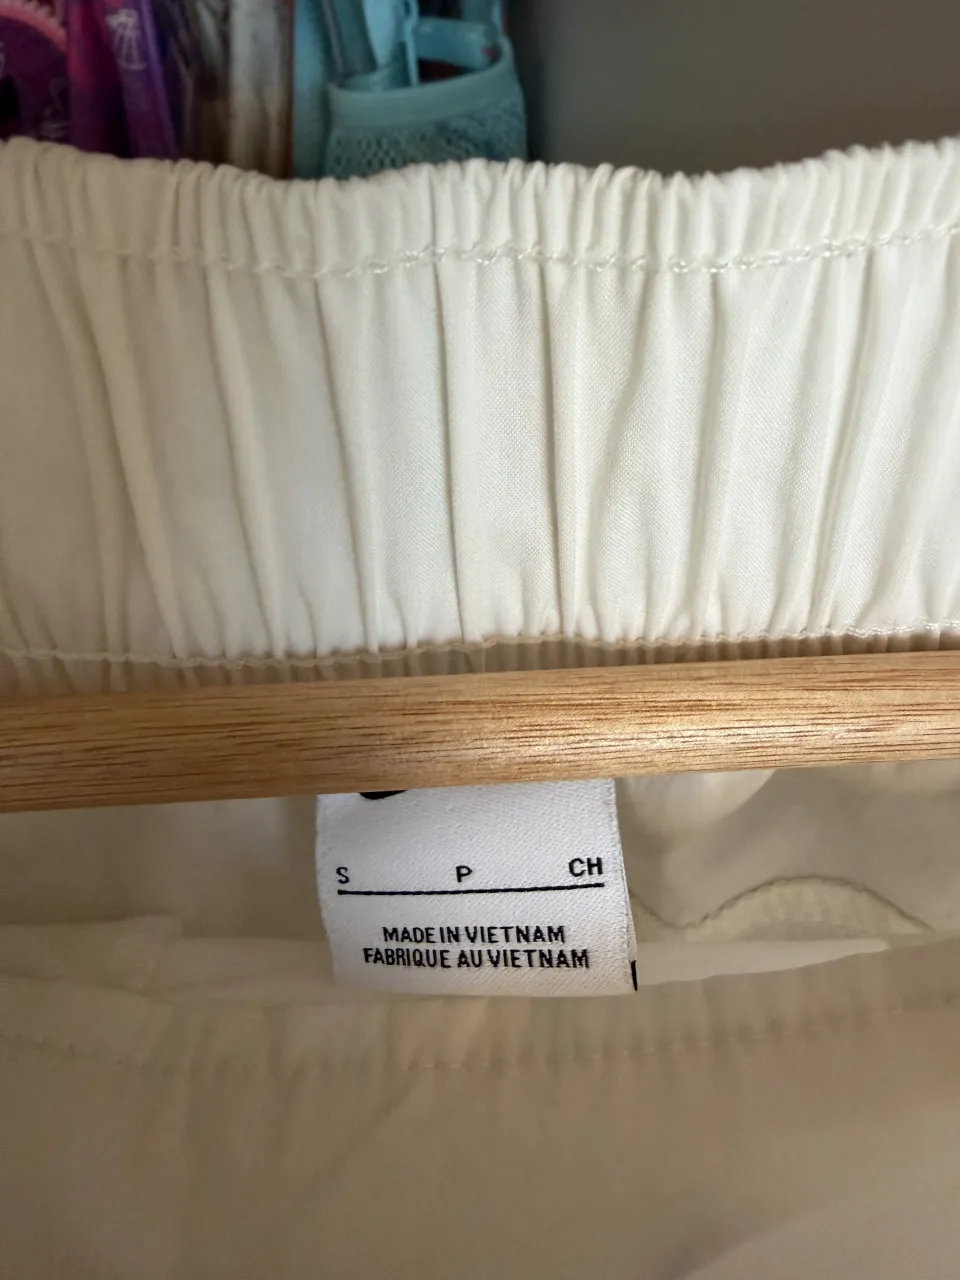 S P CH
MADE IN VIETNAM
FABRIQUE AU VIETNAM